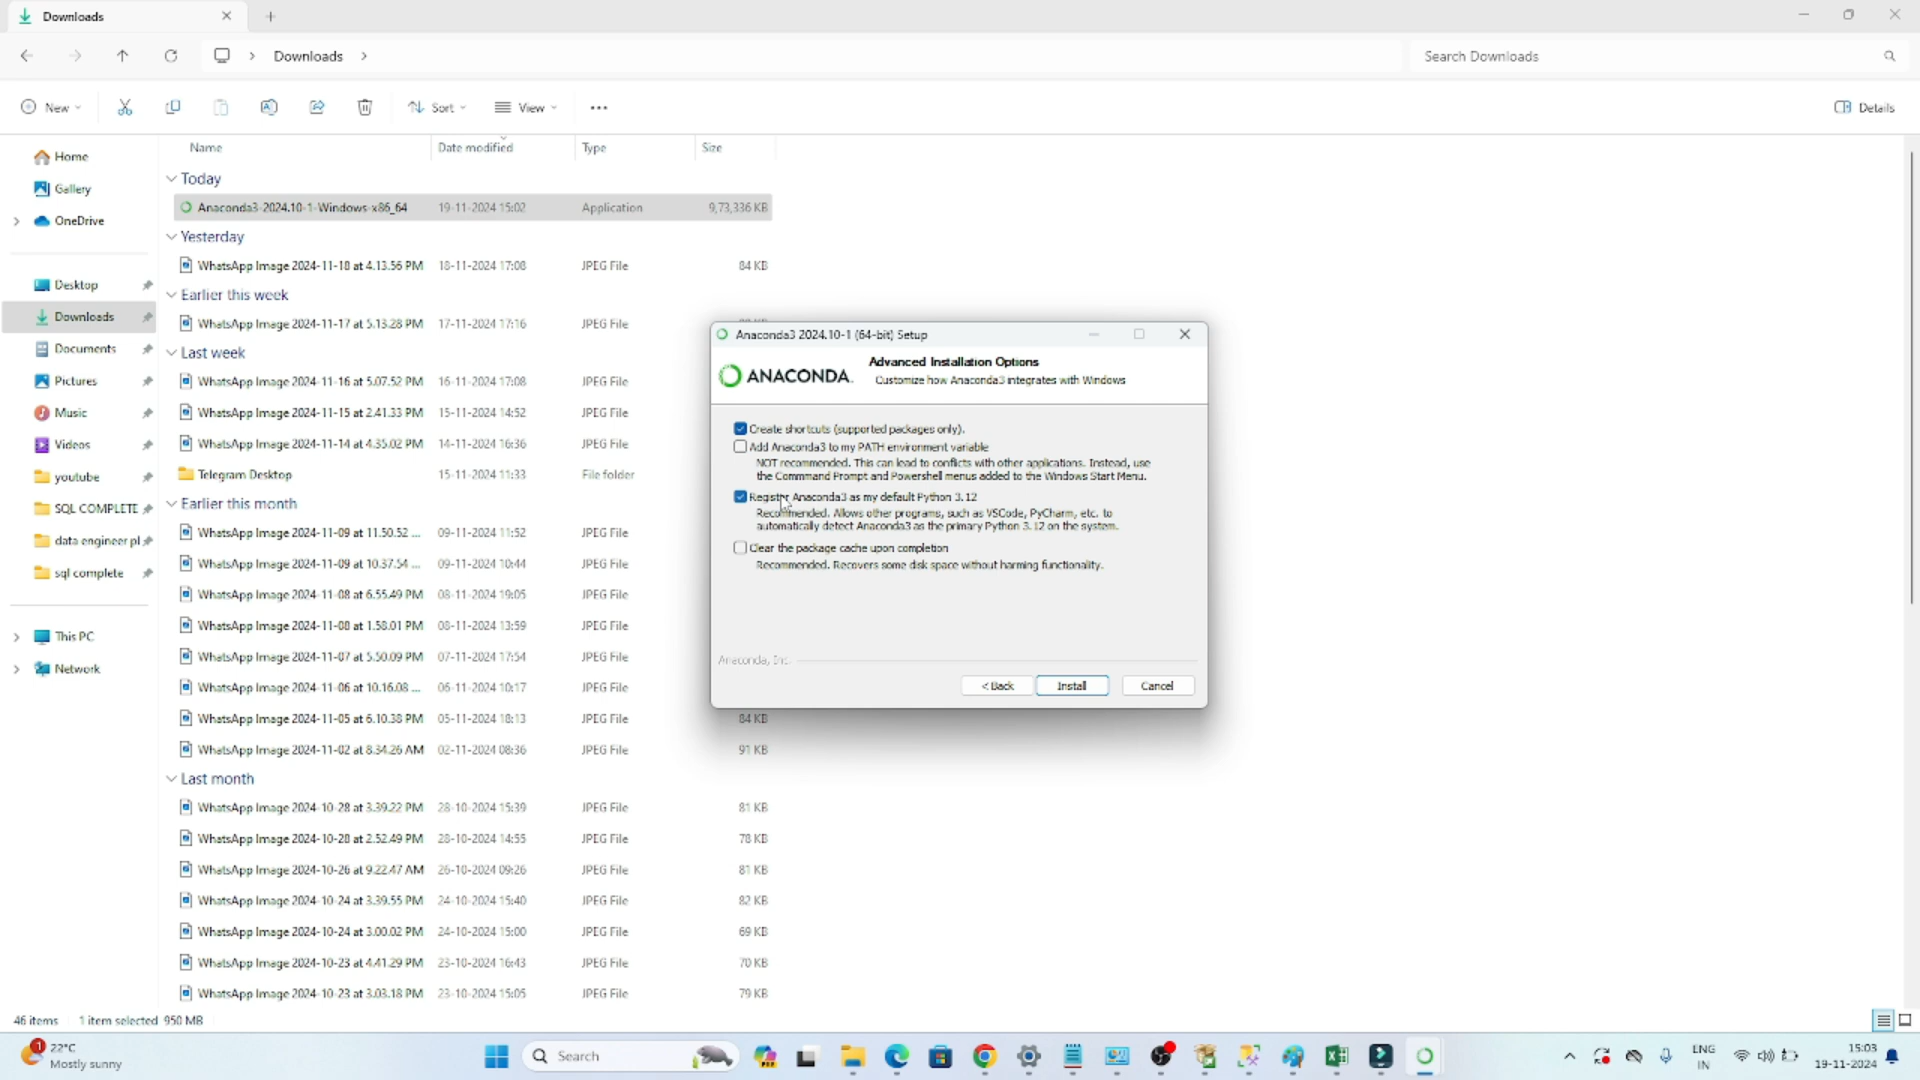 Downloads
Downloads
Search Downloads
New
Sort
View
Details
Name
Date modified
Type
Size
Home
Gallery
OneDrive
Desktop
Downloads
Documents
Pictures
Music
Videos
youtube
SQL COMPLETE
data engineer pl
sql complete
This PC
Network
Today
Anaconda3-2024.10-1-Windows-x86_64 19-11-2024 15:02 Application 9,73,336 KB
Yesterday
WhatsApp Image 2024-11-18 at 4.13.56 PM 18-11-2024 17:08 JPEG File 84 KB
Earlier this week
WhatsApp Image 2024-11-17 at 5.13.28 PM 17-11-2024 17:16 JPEG File
Last week
WhatsApp Image 2024-11-16 at 5.07.52 PM 16-11-2024 17:08 JPEG File
WhatsApp Image 2024-11-15 at 2.41.33 PM 15-11-2024 14:52 JPEG File
WhatsApp Image 2024-11-14 at 4.35.02 PM 14-11-2024 16:36 JPEG File
Telegram Desktop 15-11-2024 11:33 File folder
Earlier this month
WhatsApp Image 2024-11-09 at 11.50.52 ... 09-11-2024 11:52 JPEG File
WhatsApp Image 2024-11-09 at 10.37.54 ... 09-11-2024 10:44 JPEG File
WhatsApp Image 2024-11-08 at 6.55.49 PM 08-11-2024 19:05 JPEG File
WhatsApp Image 2024-11-08 at 1.58.01 PM 08-11-2024 13:59 JPEG File
WhatsApp Image 2024-11-07 at 5.50.09 PM 07-11-2024 17:54 JPEG File
WhatsApp Image 2024-11-06 at 10.16.08 ... 06-11-2024 10:17 JPEG File
WhatsApp Image 2024-11-05 at 6.10.38 PM 05-11-2024 18:13 JPEG File 84 KB
WhatsApp Image 2024-11-02 at 8.34.26 AM 02-11-2024 08:36 JPEG File 91 KB
Last month
WhatsApp Image 2024-10-28 at 3.39.22 PM 28-10-2024 15:39 JPEG File 81 KB
WhatsApp Image 2024-10-28 at 2.52.49 PM 28-10-2024 14:55 JPEG File 78 KB
WhatsApp Image 2024-10-26 at 9.22.47 AM 26-10-2024 09:26 JPEG File 81 KB
WhatsApp Image 2024-10-24 at 3.39.55 PM 24-10-2024 15:40 JPEG File 82 KB
WhatsApp Image 2024-10-24 at 3.00.02 PM 24-10-2024 15:00 JPEG File 69 KB
WhatsApp Image 2024-10-23 at 4.41.29 PM 23-10-2024 16:43 JPEG File 70 KB
WhatsApp Image 2024-10-23 at 3.03.18 PM 23-10-2024 15:05 JPEG File 79 KB
Anaconda3 2024.10-1 (64-bit) Setup
ANACONDA.
Advanced Installation Options
Customize how Anaconda3 integrates with Windows
Create shortcuts (supported packages only).
Add Anaconda3 to my PATH environment variable
NOT recommended. This can lead to conflicts with other applications. Instead, use
the Commmand Prompt and Powershell menus added to the Windows Start Menu.
Register Anaconda3 as my default Python 3.12
Recommended. Allows other programs, such as VSCode, PyCharm, etc. to
automatically detect Anaconda3 as the primary Python 3.12 on the system.
Clear the package cache upon completion
Recommended. Recovers some disk space without harming functionality.
Anaconda, Inc.
< Back
Install
Cancel
46 items 1 item selected 950 MB
1
22°C
Mostly sunny
Search
ENG
IN
15:03
19-11-2024